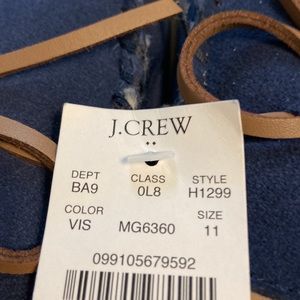 J.CREW
DEPT CLASS STYLE
BA9 0L8 H1299
COLOR SIZE
VIS MG6360 11
099105679592